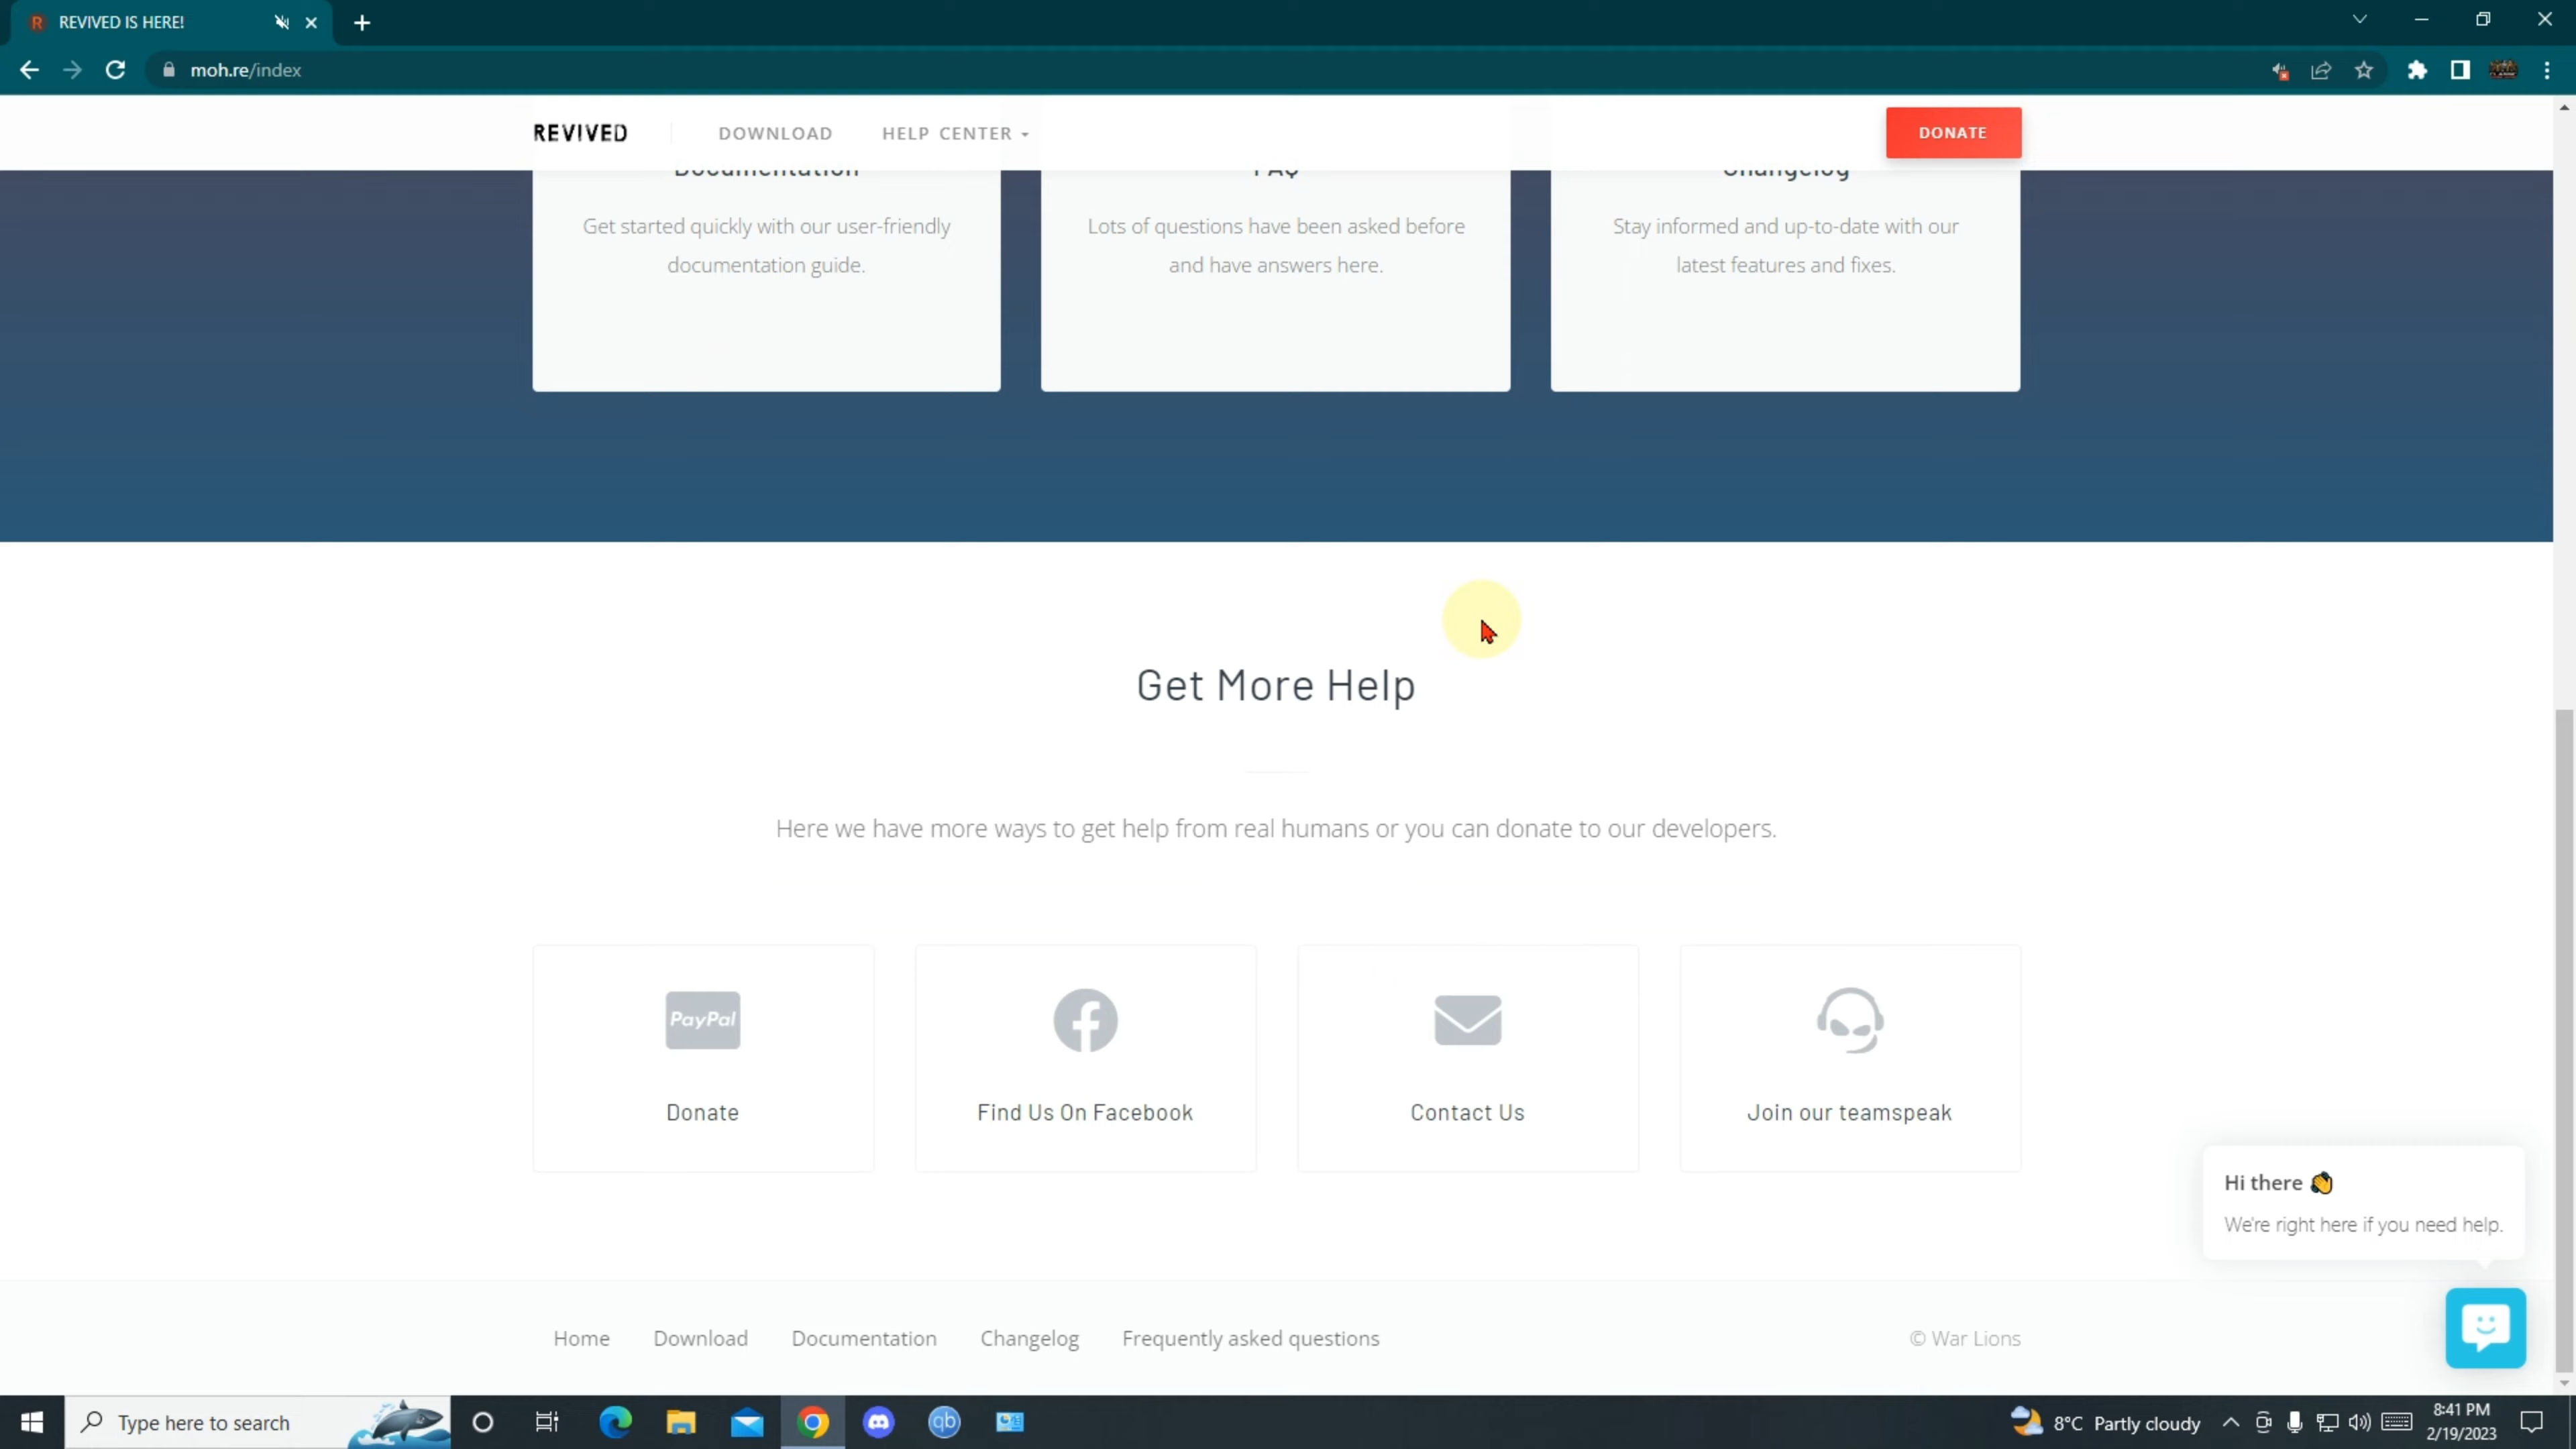 REVIVED IS HERE!
moh.re/index
REVIVED
DOWNLOAD
HELP CENTER
DONATE
Documentation
FAQ
Changelog
Get started quickly with our user-friendly
documentation guide.
Lots of questions have been asked before
and have answers here.
Stay informed and up-to-date with our
latest features and fixes.
Get More Help
Here we have more ways to get help from real humans or you can donate to our developers.
PayPal
Donate
Find Us On Facebook
Contact Us
Join our teamspeak
Hi there 👋
We're right here if you need help.
Home
Download
Documentation
Changelog
Frequently asked questions
© War Lions
Type here to search
qb
8°C Partly cloudy
8:41 PM
2/19/2023